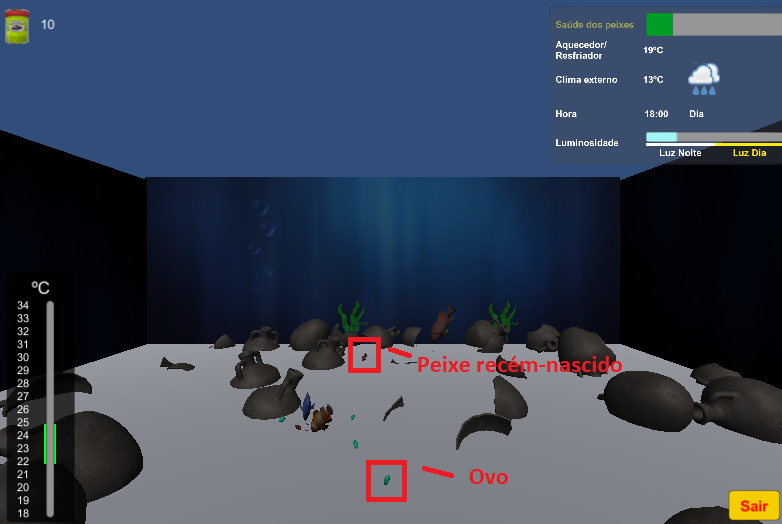 10
Saúde dos peixes
Aquecedor/
Resfriador
19ºC
Clima externo
13ºC
Hora
18:00
Dia
Luminosidade
Luz Noite
Luz Dia
ºC
34
33
32
31
30
29
28
27
26
25
24
23
22
21
20
19
18
Peixe recém-nascido
Ovo
Sair